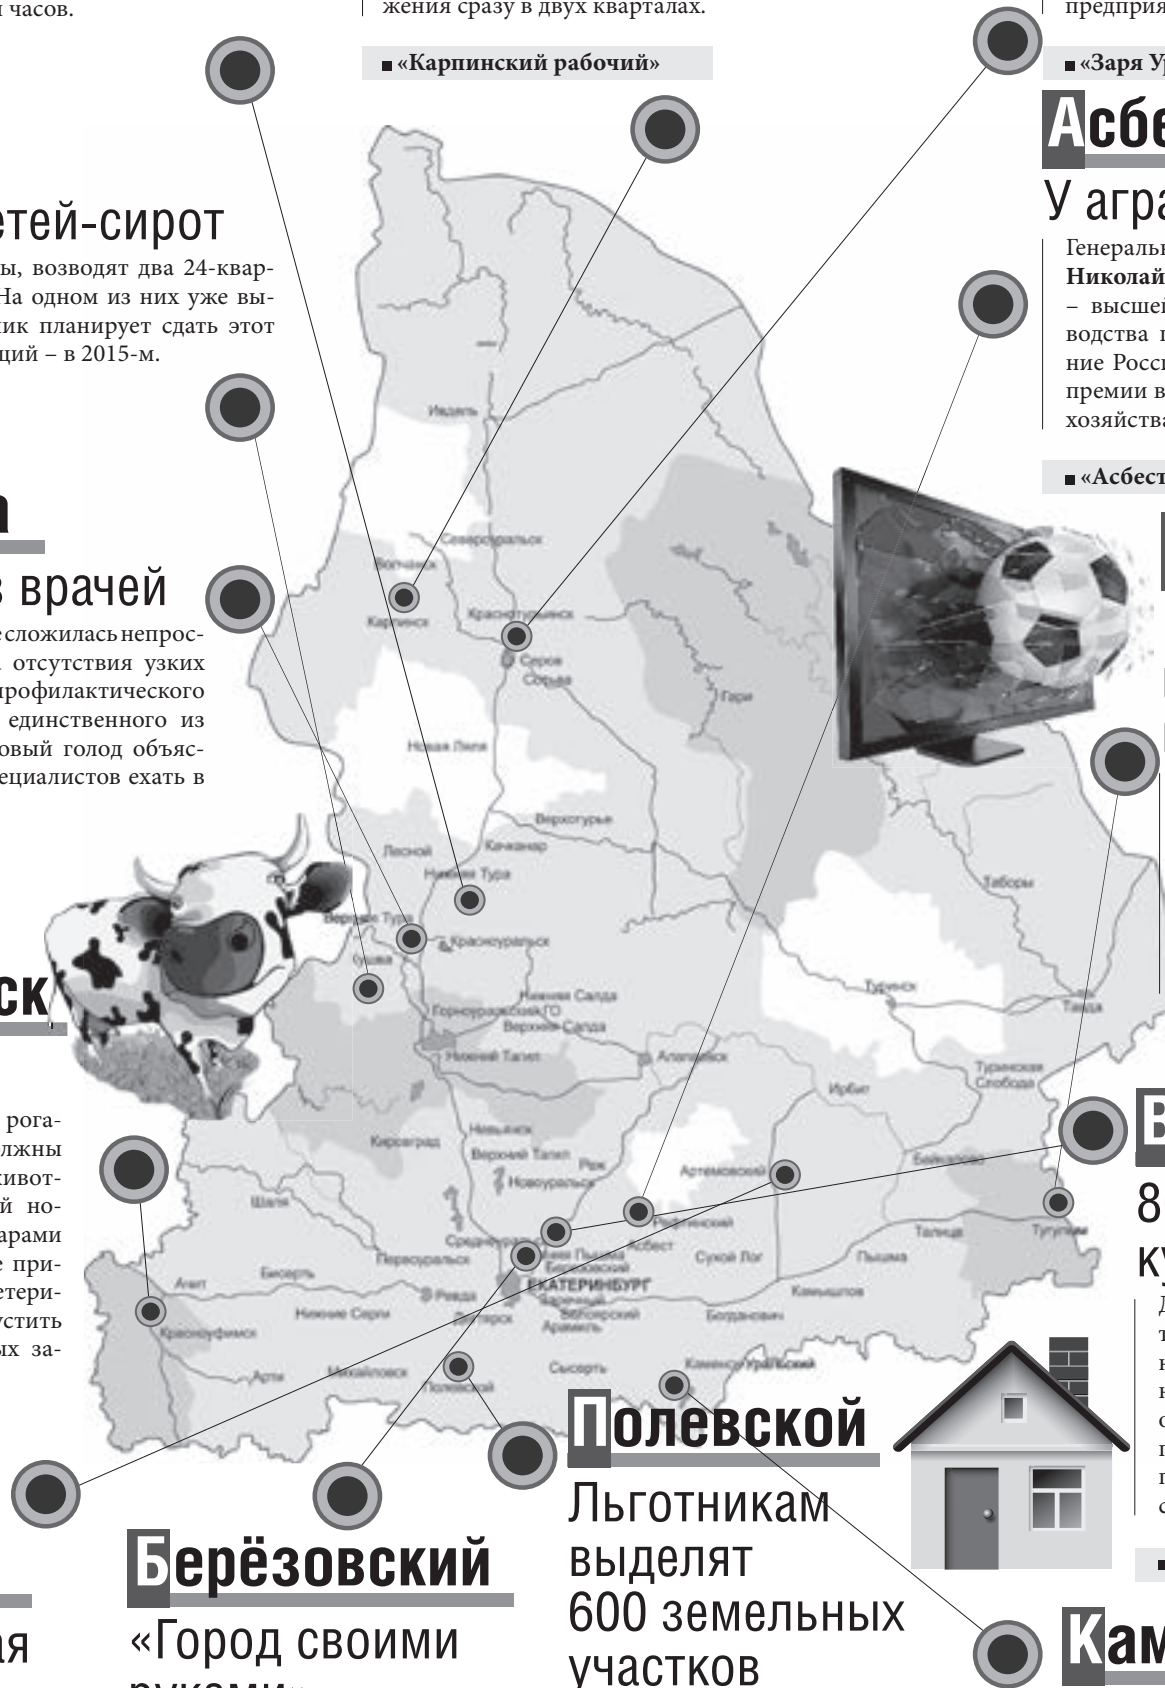 часов.
жения сразу в двух кварталах.
«Карпинский рабочий»
предприя
«Заря Ур
Асбе
У агра
Генеральн
Николай
– высшей
водства п
ние Росси
премии в
хозяйства
«Асбест
етей-сирот
ы, возводят два 24-квар-
На одном из них уже вы-
ик планирует сдать этот
щий – в 2015-м.
а
в врачей
е сложилась непрос-
отсутствия узких
профилактического
единственного из
овый голод объяс-
ециалистов ехать в
ск
рога-
лжны
живот-
й но-
арами
е при-
етери-
устить
ых за-
Ивдель
Североуральск
Волчанск
Карпинск
Краснотурьинск
Серов
Сосьва
Гари
Новая Ляля
Верхотурье
Лесной
Качканар
Нижняя Тура
Верхняя Тура
Красноуральск
Кушва
Таборы
Туринск
Тавда
Нижняя Салда
Горноуральский ГО
Верхняя Салда
Нижний Тагил
Алапаевск
Туринская
Слобода
Ирбит
Невьянск
Кировград
Верхний Тагил
Реж
Артемовский
Байкалово
Новоуральск
Шаля
Рефтинский
Талица
Тугулым
Асбест
Первоуральск
Сухой Лог
Пышма
Березовский
Бисерть
Ачит
ЕКАТЕРИНБУРГ
Камышлов
Ревда
Заречный
Нижние Серги
Белоярский
Богданович
Арамиль
Красноуфимск
Арти
Михайловск
Полевской
Сысерть
Каменск-Уральский
В
8
ку
Полевской
Льготникам
выделят
600 земельных
участков
Берёзовский
«Город своими
руками»
ая
Кам